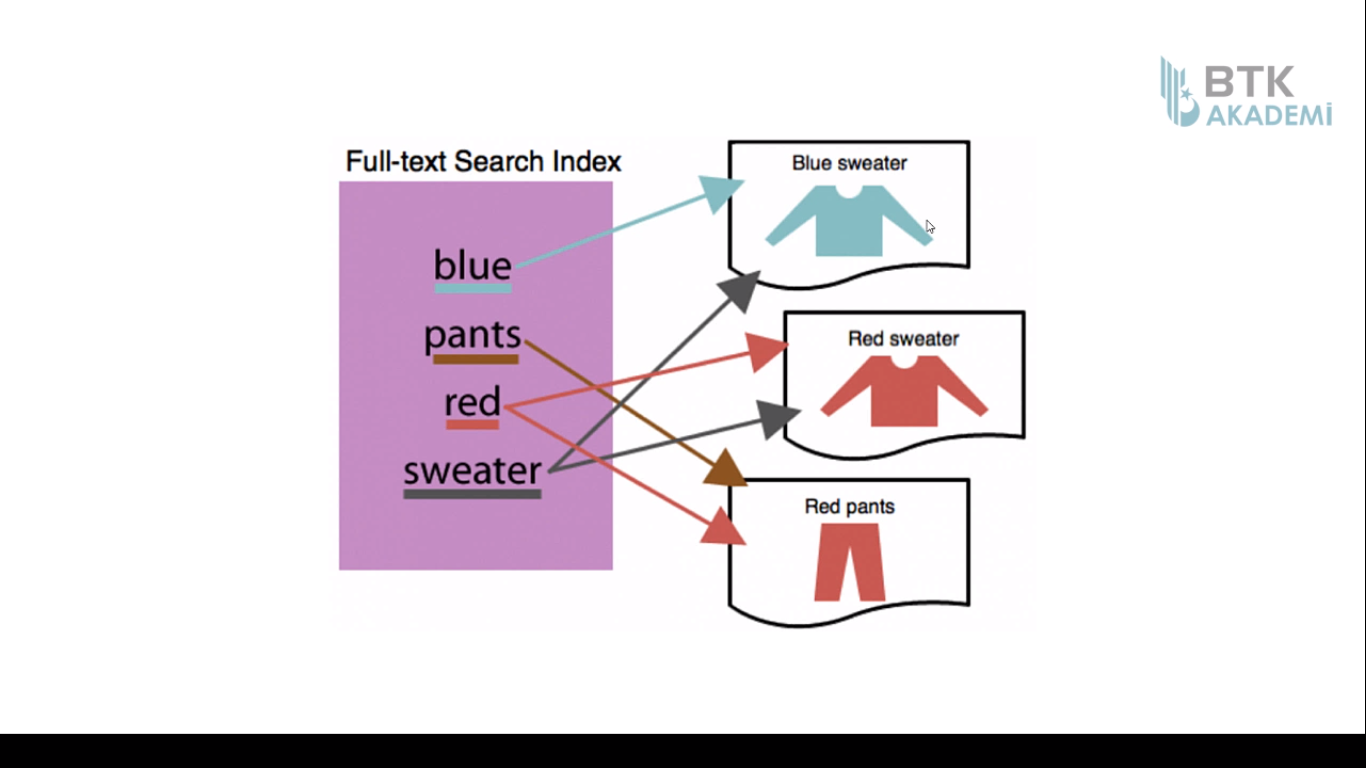 BTK
AKADEMİ
Full-text Search Index
blue
pants
red
sweater
Blue sweater
Red sweater
Red pants